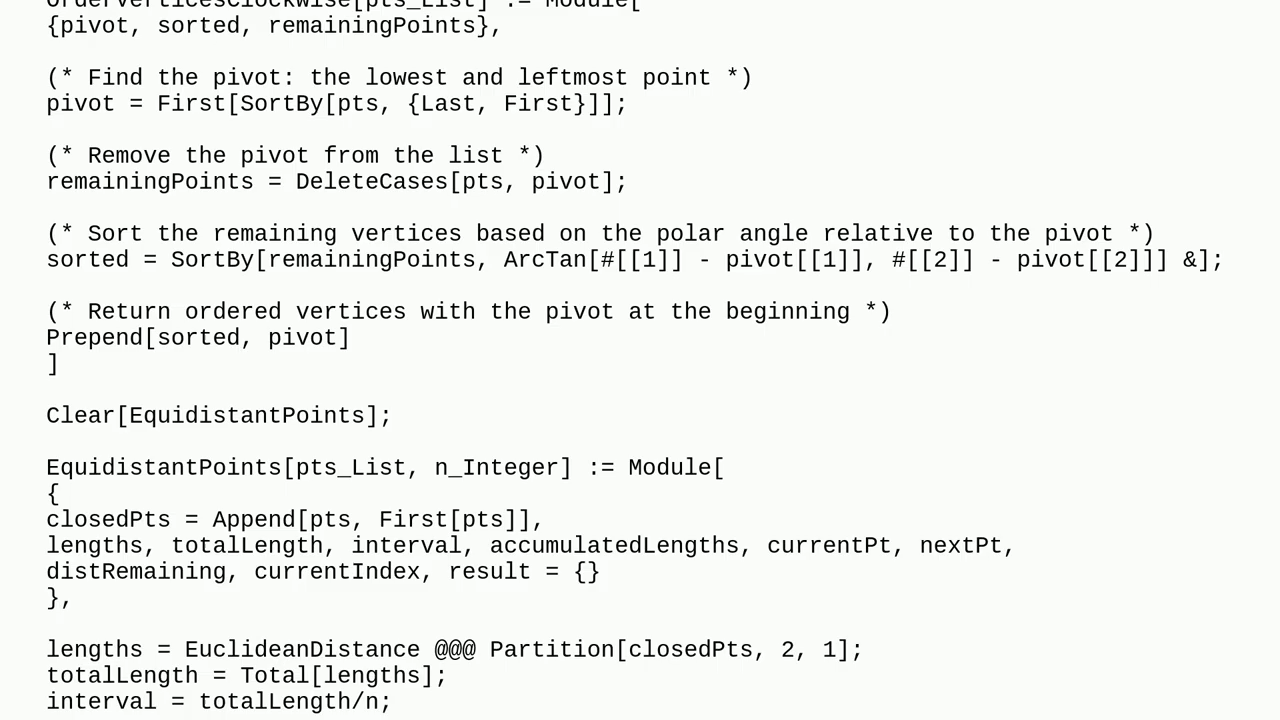 OrderVerticesClockwise[pts_List] := Module[
{pivot, sorted, remainingPoints},
(* Find the pivot: the lowest and leftmost point *)
pivot = First[SortBy[pts, {Last, First}]];
(* Remove the pivot from the list *)
remainingPoints = DeleteCases[pts, pivot];
(* Sort the remaining vertices based on the polar angle relative to the pivot *)
sorted = SortBy[remainingPoints, ArcTan[#[[1]] - pivot[[1]], #[[2]] - pivot[[2]]] &];
(* Return ordered vertices with the pivot at the beginning *)
Prepend[sorted, pivot]
]
Clear[EquidistantPoints];
EquidistantPoints[pts_List, n_Integer] := Module[
{
closedPts = Append[pts, First[pts]],
lengths, totalLength, interval, accumulatedLengths, currentPt, nextPt,
distRemaining, currentIndex, result = {}
},
lengths = EuclideanDistance @@@ Partition[closedPts, 2, 1];
totalLength = Total[lengths];
interval = totalLength/n;